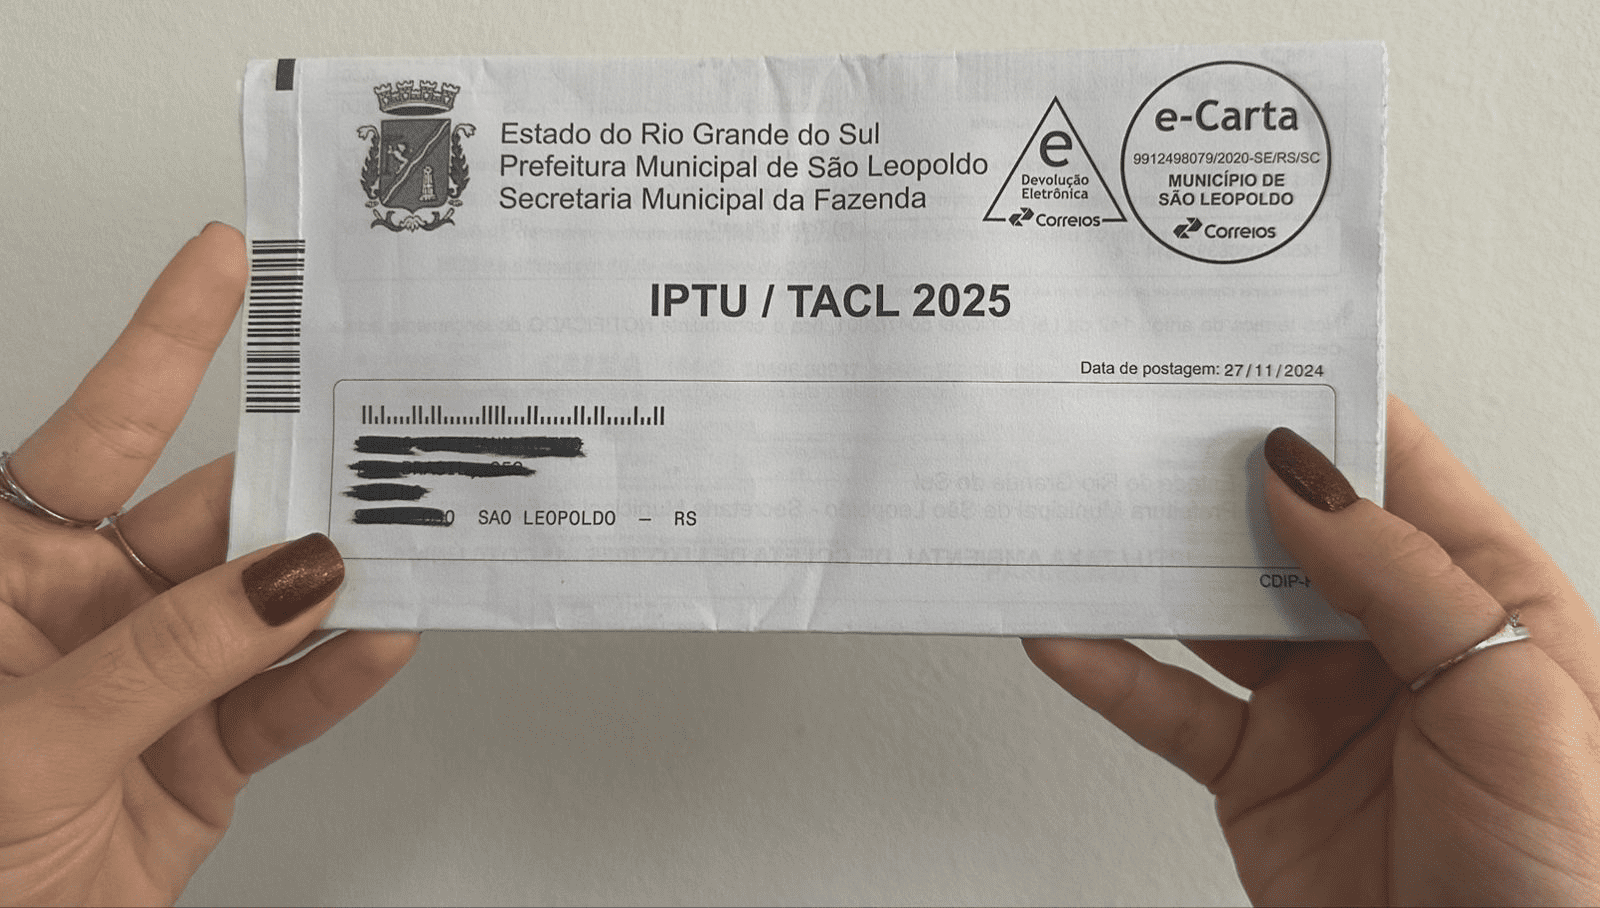 Estado do Rio Grande do Sul
Prefeitura Municipal de São Leopoldo
Secretaria Municipal da Fazenda
e
Devolução
Eletrônica
Correios
e-Carta
9912498079/2020-SE/RS/SC
MUNICÍPIO DE
SÃO LEOPOLDO
Correios
IPTU / TACL 2025
Data de postagem: 27/11/2024
SAO LEOPOLDO – RS